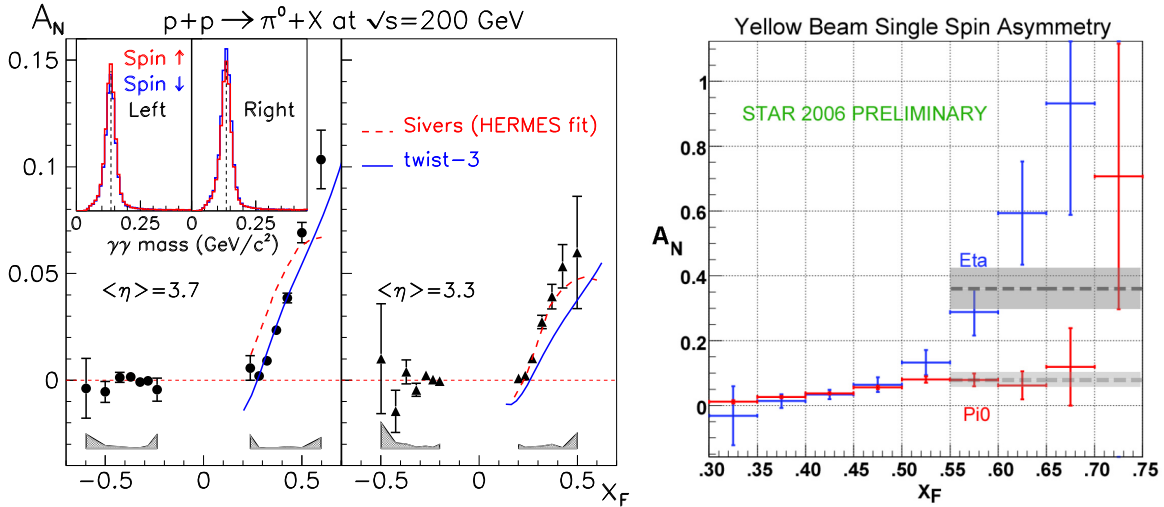 A_N
p+p → π⁰+X at √s=200 GeV
0.15
0.1
0.05
0
Spin ↑
Spin ↓
Left
Right
0
0.25
0
0.25
γγ mass (GeV/c²)
Sivers (HERMES fit)
twist-3
<η>=3.7
<η>=3.3
−0.5
0
0.5
−0.5
0
0.5
X_F
Yellow Beam Single Spin Asymmetry
STAR 2006 PRELIMINARY
1
0.8
0.6
A_N
0.4
Eta
0.2
0
Pi0
.30
.35
.40
.45
.50
.55
.60
.65
.70
.75
X_F